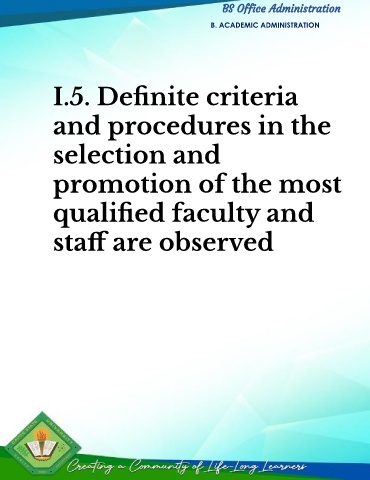 BS Office Administration
B. ACADEMIC ADMINISTRATION
I.5. Definite criteria
and procedures in the
selection and
promotion of the most
qualified faculty and
staff are observed
Creating a Community of Life-Long Learners